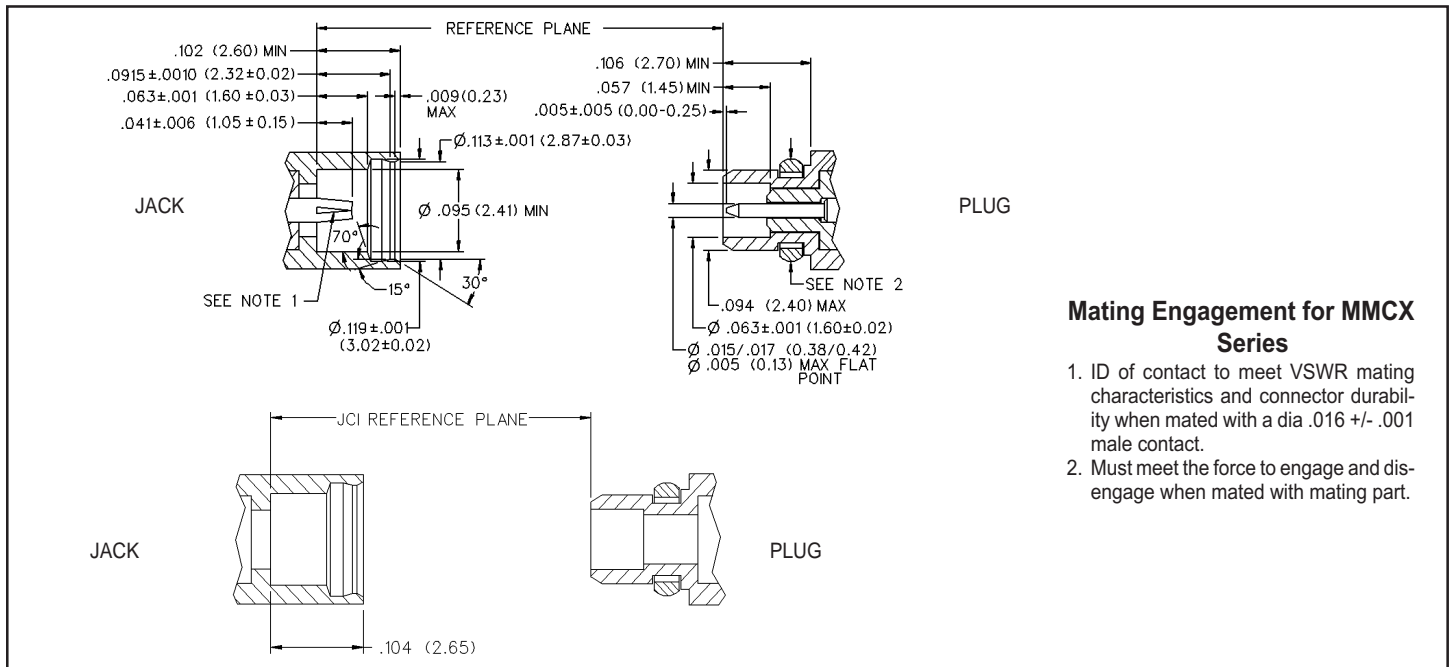 REFERENCE PLANE
.102 (2.60) MIN
.0915±.0010 (2.32±0.02)
.063±.001 (1.60±0.03)
.041±.006 (1.05±0.15)
.009(0.23)
MAX
Ø.113±.001 (2.87±0.03)
.106 (2.70) MIN
.057 (1.45) MIN
.005±.005 (0.00-0.25)
JACK
Ø .095 (2.41) MIN
70°
15°
30°
SEE NOTE 1
Ø.119±.001
(3.02±0.02)
PLUG
SEE NOTE 2
.094 (2.40) MAX
Ø .063±.001 (1.60±0.02)
Ø .015/.017 (0.38/0.42)
Ø .005 (0.13) MAX FLAT
POINT
Mating Engagement for MMCX
Series
1. ID of contact to meet VSWR mating
characteristics and connector durabil-
ity when mated with a dia .016 +/- .001
male contact.
2. Must meet the force to engage and dis-
engage when mated with mating part.
JCI REFERENCE PLANE
JACK
PLUG
.104 (2.65)